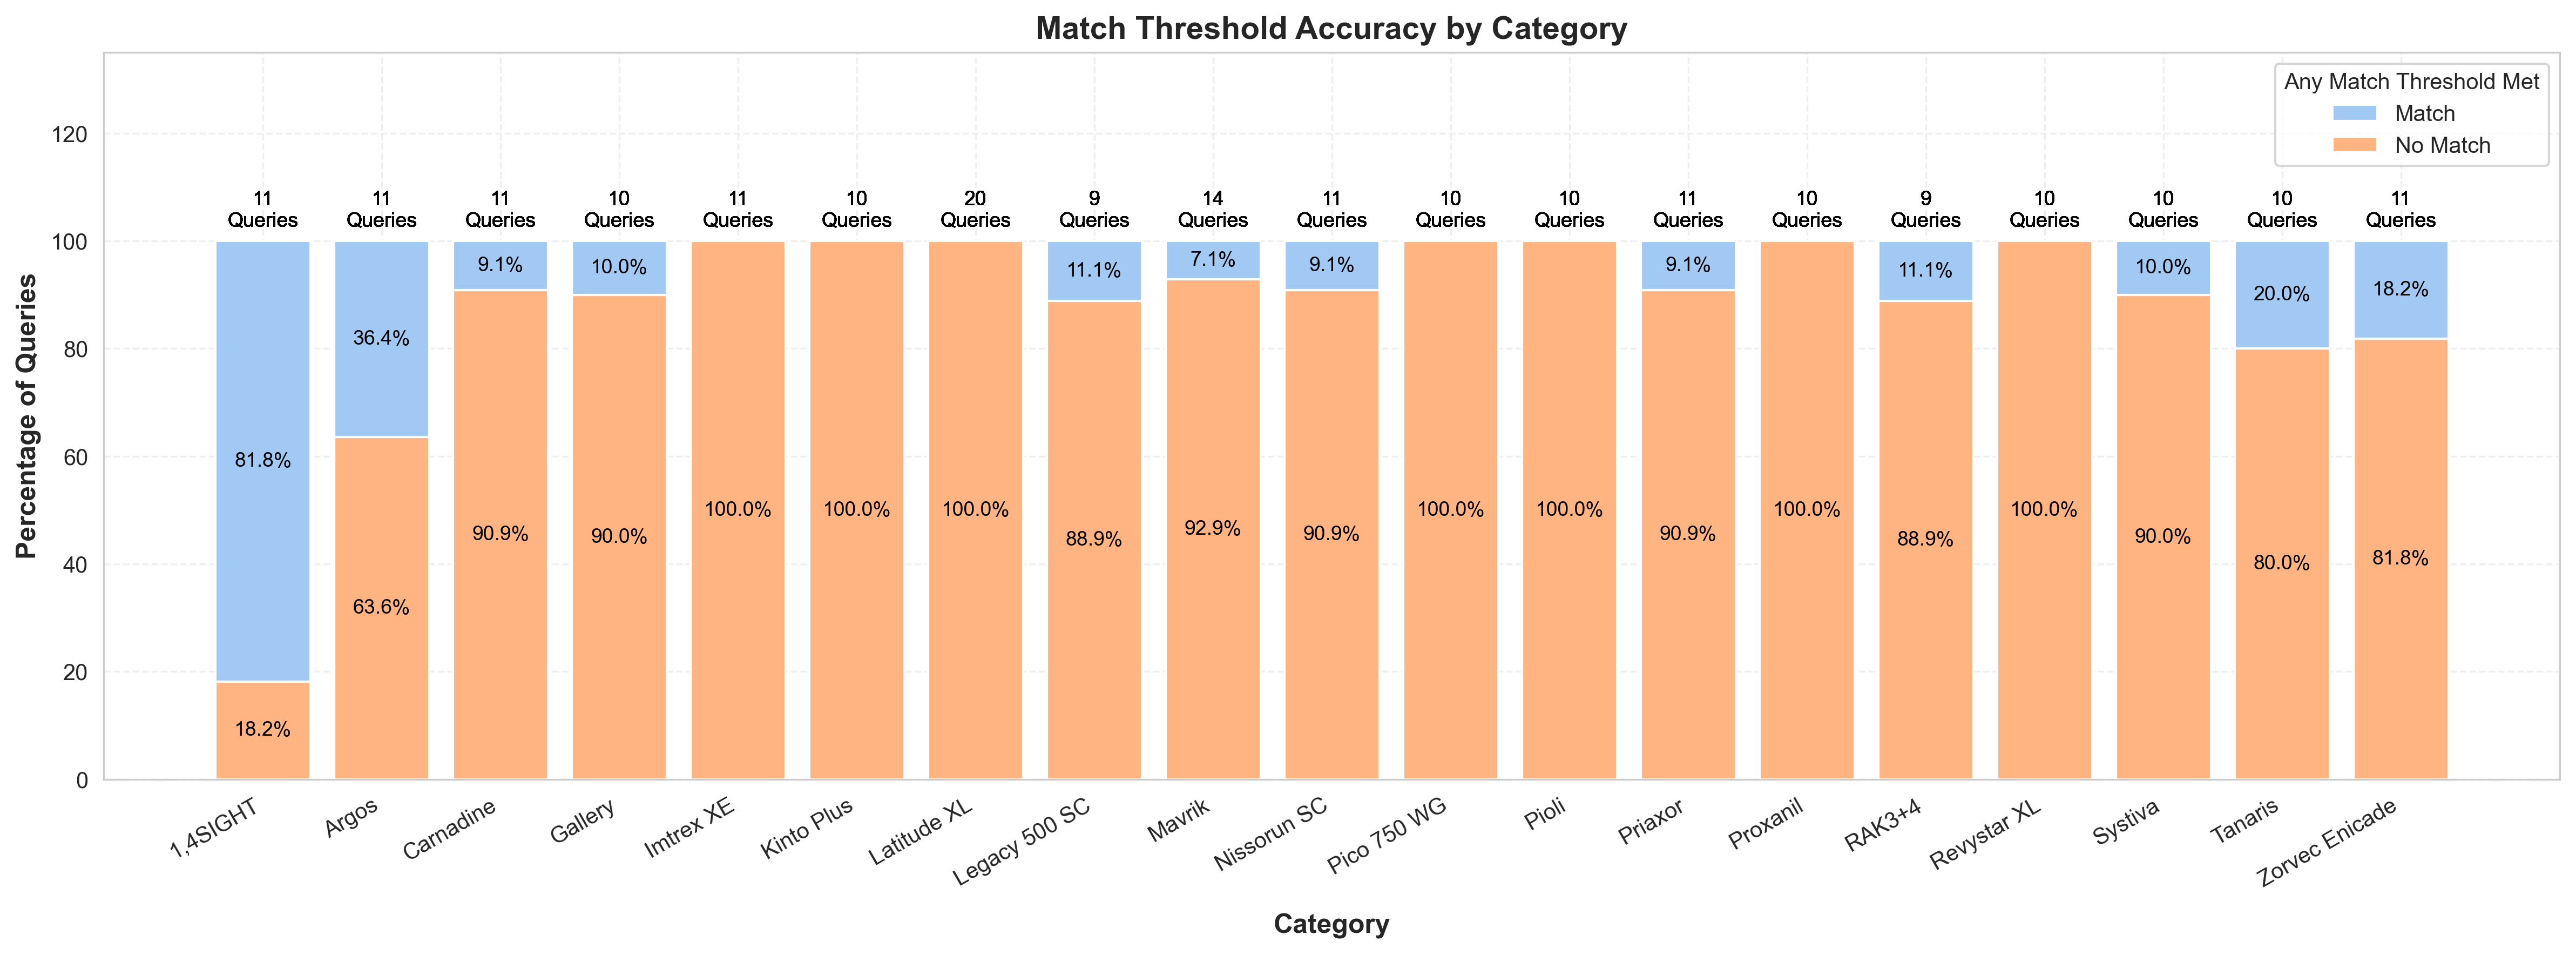 Match Threshold Accuracy by Category
Any Match Threshold Met
Match
No Match
Percentage of Queries
120
100
80
60
40
20
0
11
Queries
11
Queries
11
Queries
10
Queries
11
Queries
10
Queries
20
Queries
9
Queries
14
Queries
11
Queries
10
Queries
10
Queries
11
Queries
10
Queries
9
Queries
10
Queries
10
Queries
10
Queries
11
Queries
81.8%
18.2%
36.4%
63.6%
9.1%
90.9%
10.0%
90.0%
100.0%
100.0%
100.0%
11.1%
88.9%
7.1%
92.9%
9.1%
90.9%
100.0%
100.0%
9.1%
90.9%
100.0%
11.1%
88.9%
100.0%
10.0%
90.0%
20.0%
80.0%
18.2%
81.8%
1,4SIGHT
Argos
Carnadine
Gallery
Imtrex XE
Kinto Plus
Latitude XL
Legacy 500 SC
Mavrik
Nissorun SC
Pico 750 WG
Pioli
Priaxor
Proxanil
RAK3+4
Revystar XL
Systiva
Tanaris
Zorvec Enicade
Category